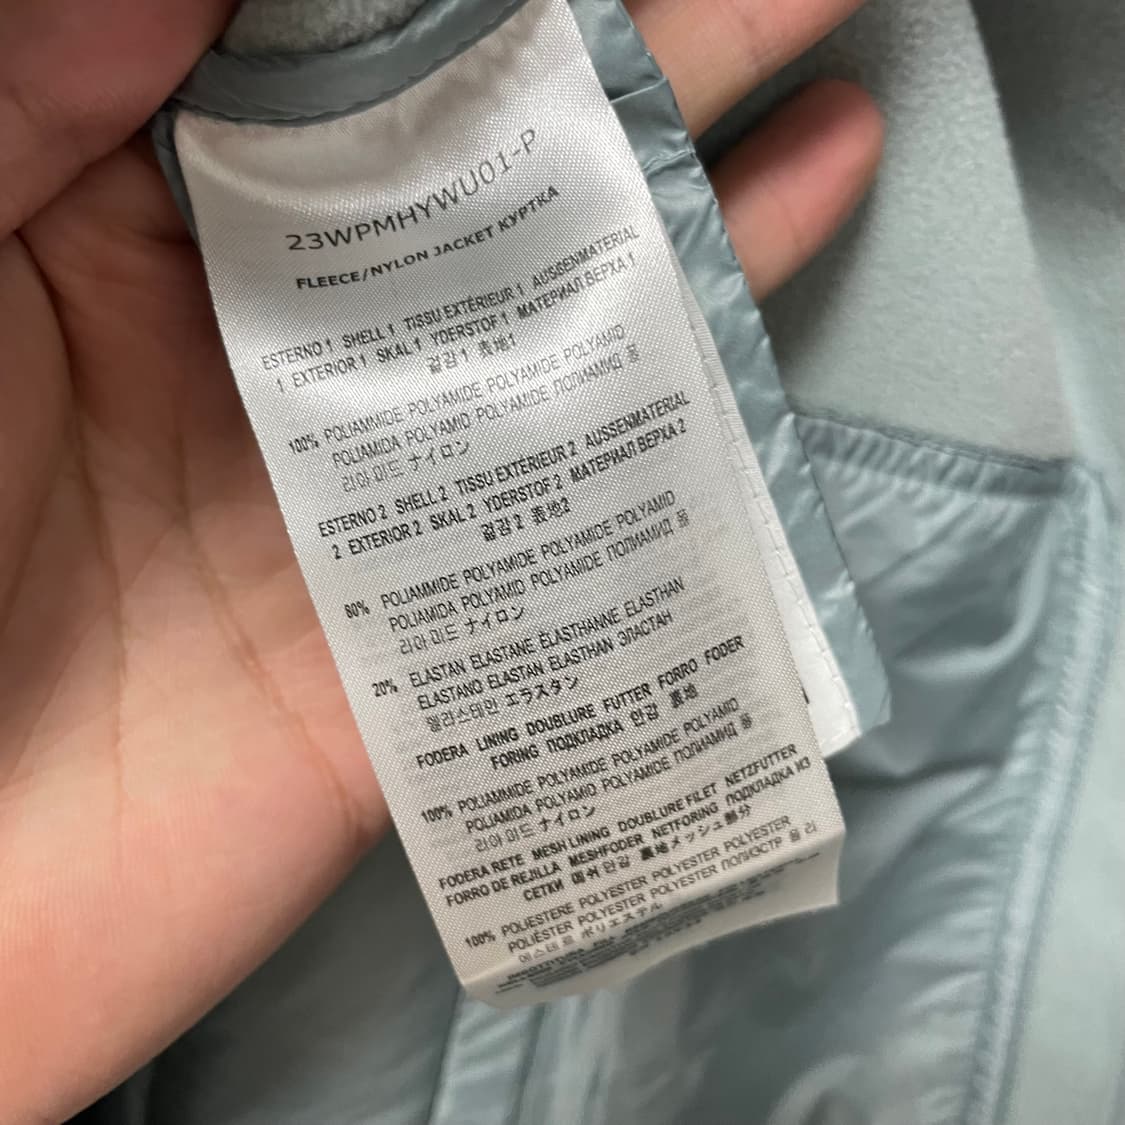 23WPMHYWU01-P
FLEECE/NYLON JACKET КУРТКА
ESTERNO 1 SHELL 1 TISSU EXTÉRIEUR 1 AUSSENMATERIAL
1 EXTERIOR 1 SKAL 1 YDERSTOF 1 МАТЕРИАЛ ВЕРХА 1
겉감 1 表地1
100% POLIAMMIDE POLYAMIDE POLYAMIDE POLYAMID
POLIAMIDA POLYAMID POLYAMIDE ПОЛИАМИД 폴
리아미드 ナイロン
ESTERNO 2 SHELL 2 TISSU EXTÉRIEUR 2 AUSSENMATERIAL
2 EXTERIOR 2 SKAL 2 YDERSTOF 2 МАТЕРИАЛ ВЕРХА 2
겉감 2 表地2
80% POLIAMMIDE POLYAMIDE POLYAMIDE POLYAMID
POLIAMIDA POLYAMID POLYAMIDE ПОЛИАМИД 폴
리아미드 ナイロン
20% ELASTAN ELASTANE ÉLASTHANNE ELASTHAN
ELASTANO ELASTAN ELASTHAN ЭЛАСТАН
엘라스테인 エラスタン
FODERA LINING DOUBLURE FUTTER FORRO FODER
FORING ПОДКЛАДКА 안감 裏地
100% POLIAMMIDE POLYAMIDE POLYAMIDE POLYAMID
POLIAMIDA POLYAMID POLYAMIDE ПОЛИАМИД 폴
리아미드 ナイロン
FODERA RETE MESH LINING DOUBLURE FILET NETZFUTTER
FORRO DE REJILLA MESHFODER NETFORING ПОДКЛАДКА ИЗ
СЕТКИ 메쉬 안감 裏地メッシュ部分
100% POLIESTERE POLYESTER POLYESTER POLYESTER
POLIÉSTER POLYESTER POLYESTER ПОЛИЭСТР 폴리
에스테르 ポリエステル